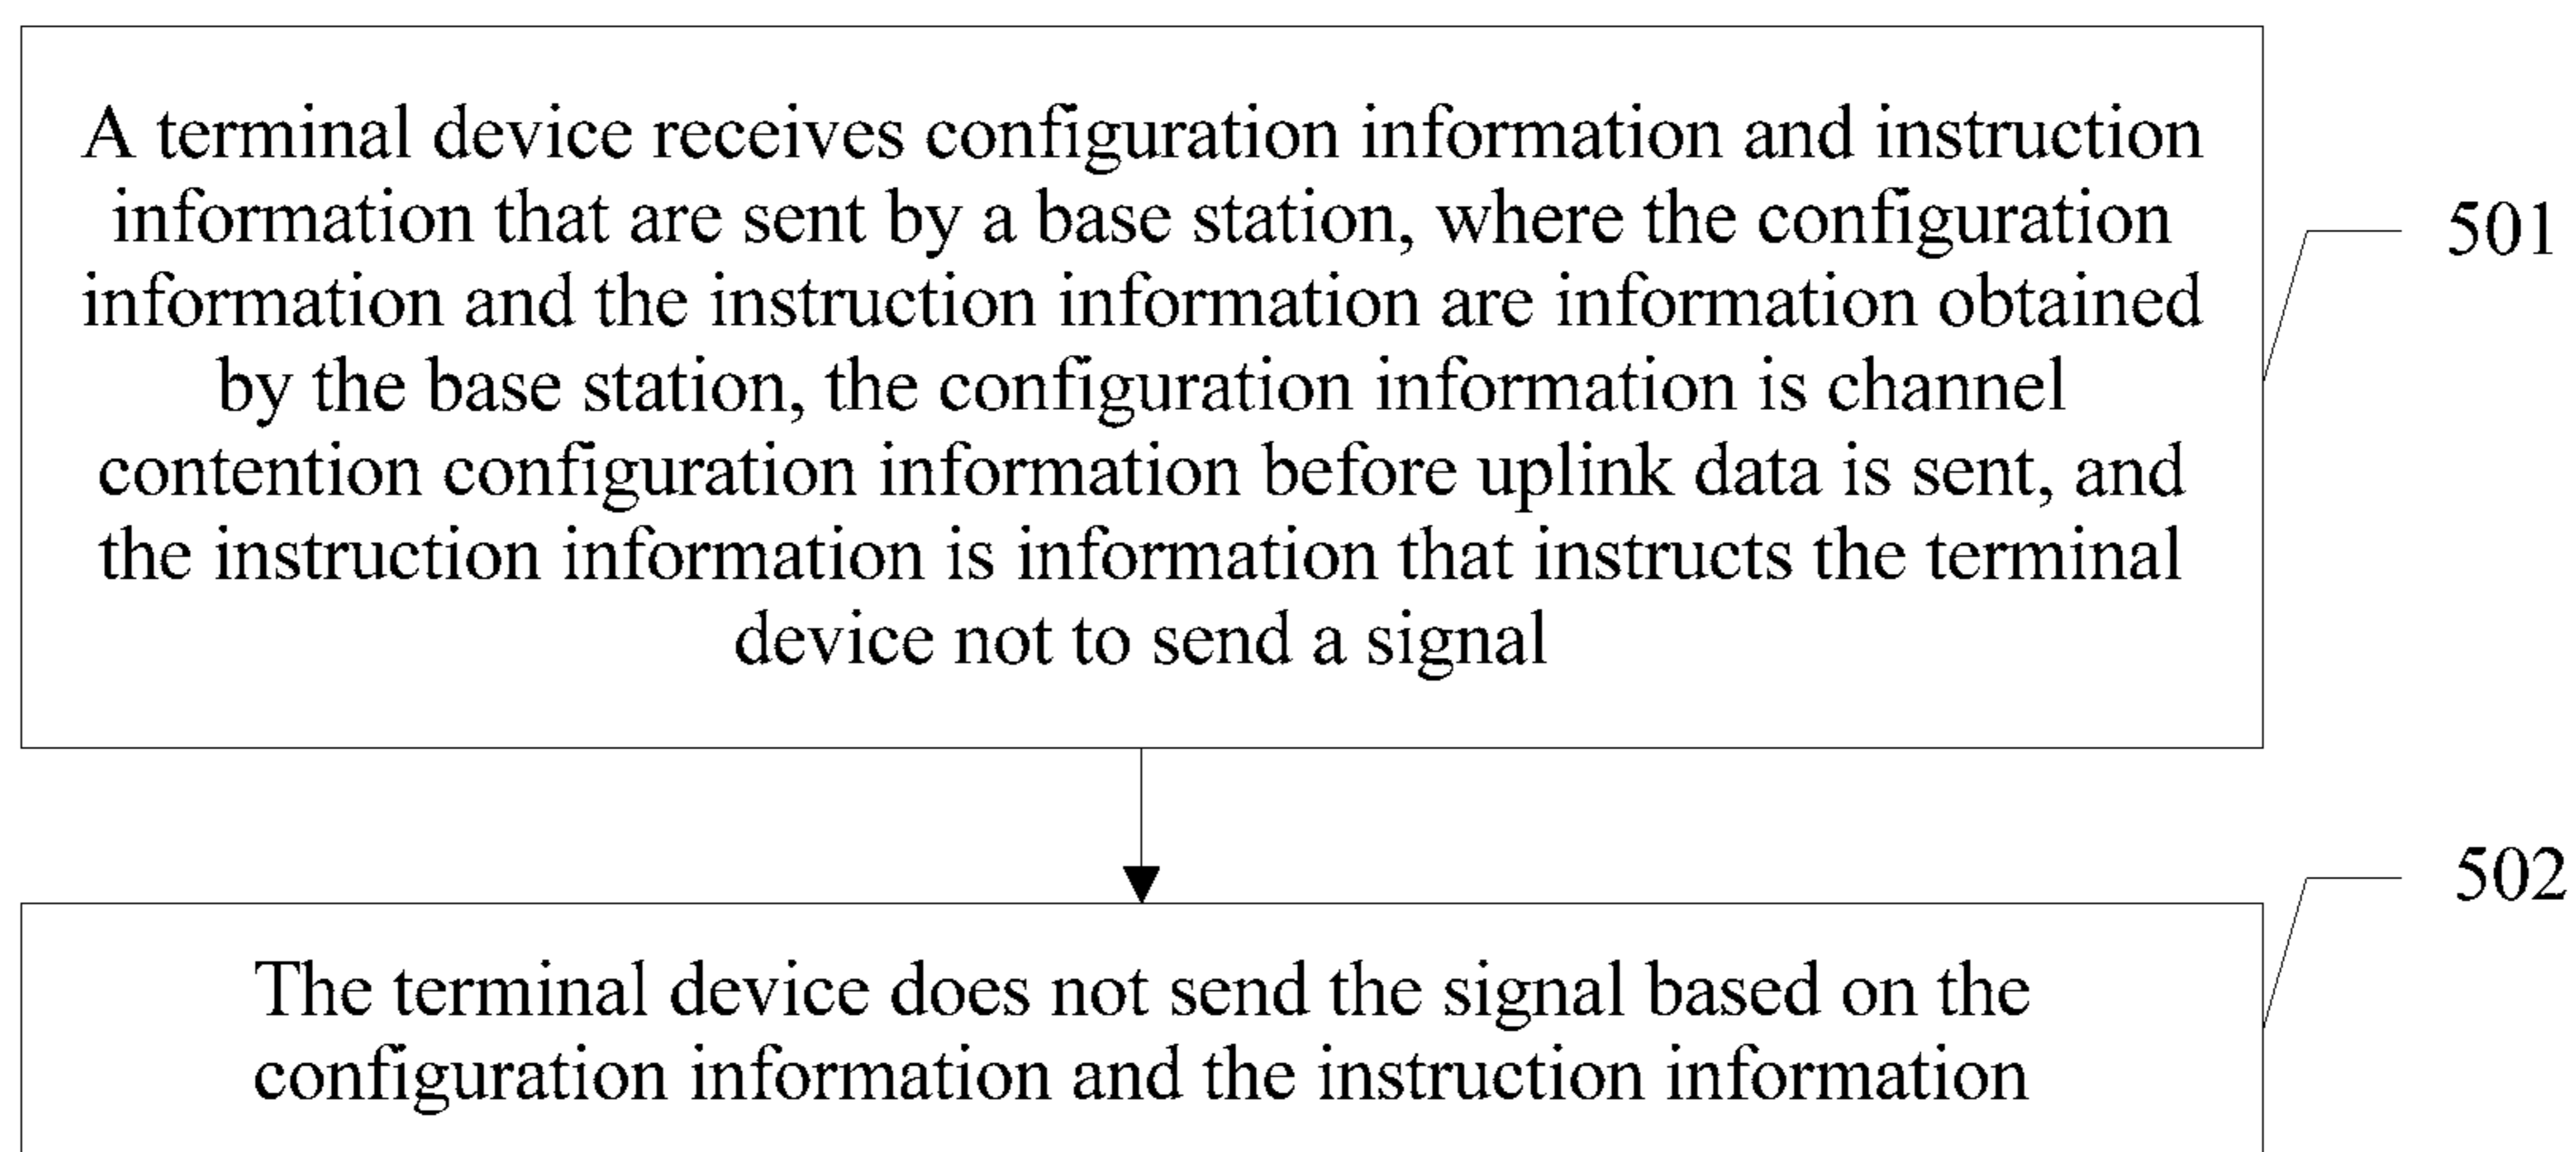 A terminal device receives configuration information and instruction
information that are sent by a base station, where the configuration
information and the instruction information are information obtained
by the base station, the configuration information is channel
contention configuration information before uplink data is sent, and
the instruction information is information that instructs the terminal
device not to send a signal
501
502
The terminal device does not send the signal based on the
configuration information and the instruction information